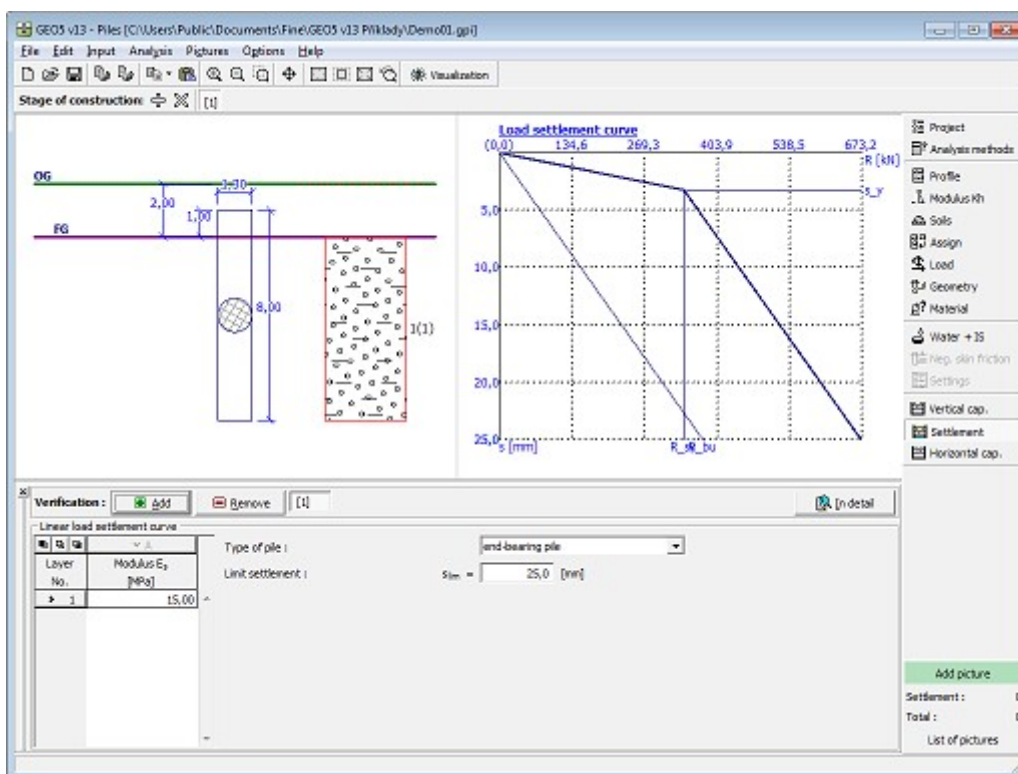 GEO5 v13 - Piles [C:\Users\Public\Documents\Fine\GEO5 v13 Příklady\Demo01.gpi]
File Edit Input Analysis Pictures Options Help
Visualization
Stage of construction: [1]
Load settlement curve
(0,0) 134,6 269,3 403,9 538,5 673,2
R [kN]
s_y
5,0
10,0
15,0
20,0
25,0
s [mm]
R_bu
OG
2,00
1,00
FG
8,00
1(1)
Project
Analysis methods
Profile
Modulus Kh
Soils
Assign
Load
Geometry
Material
Water + IS
Neg. skin friction
Settings
Vertical cap.
Settlement
Horizontal cap.
Verification : Add Remove [1] In detail
Linear load settlement curve
Layer No.
Modulus Es [MPa]
1 15,00
Type of pile : end-bearing pile
Limit settlement : slim = 25,0 [mm]
Add picture
Settlement :
Total :
List of pictures